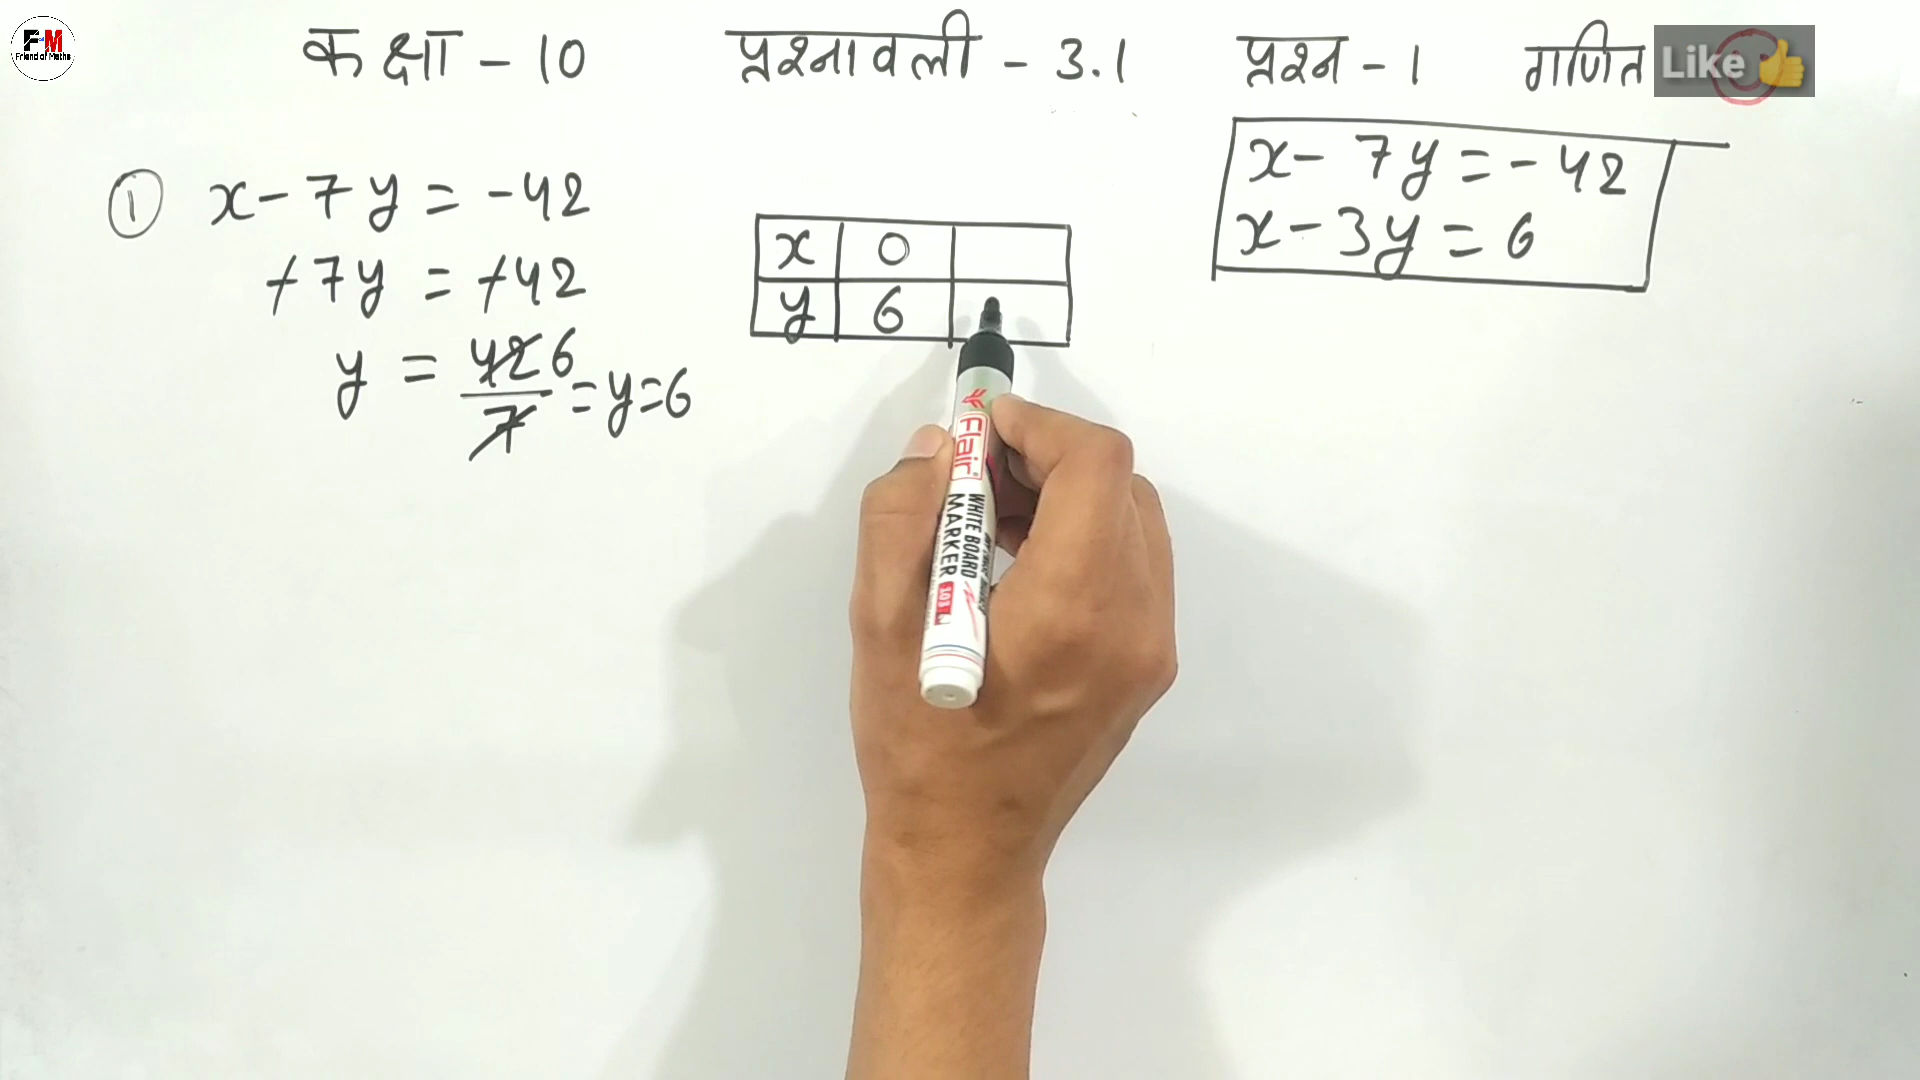 FM
Friend of Maths
कक्षा - 10 प्रश्नावली - 3.1 प्रश्न - 1 गणित
Like
x - 7y = -42
x - 3y = 6
① x - 7y = -42
+7y = +42
y = 42/7 6 = y = 6
x 0
y 6
Flair
WHITE BOARD
MARKER